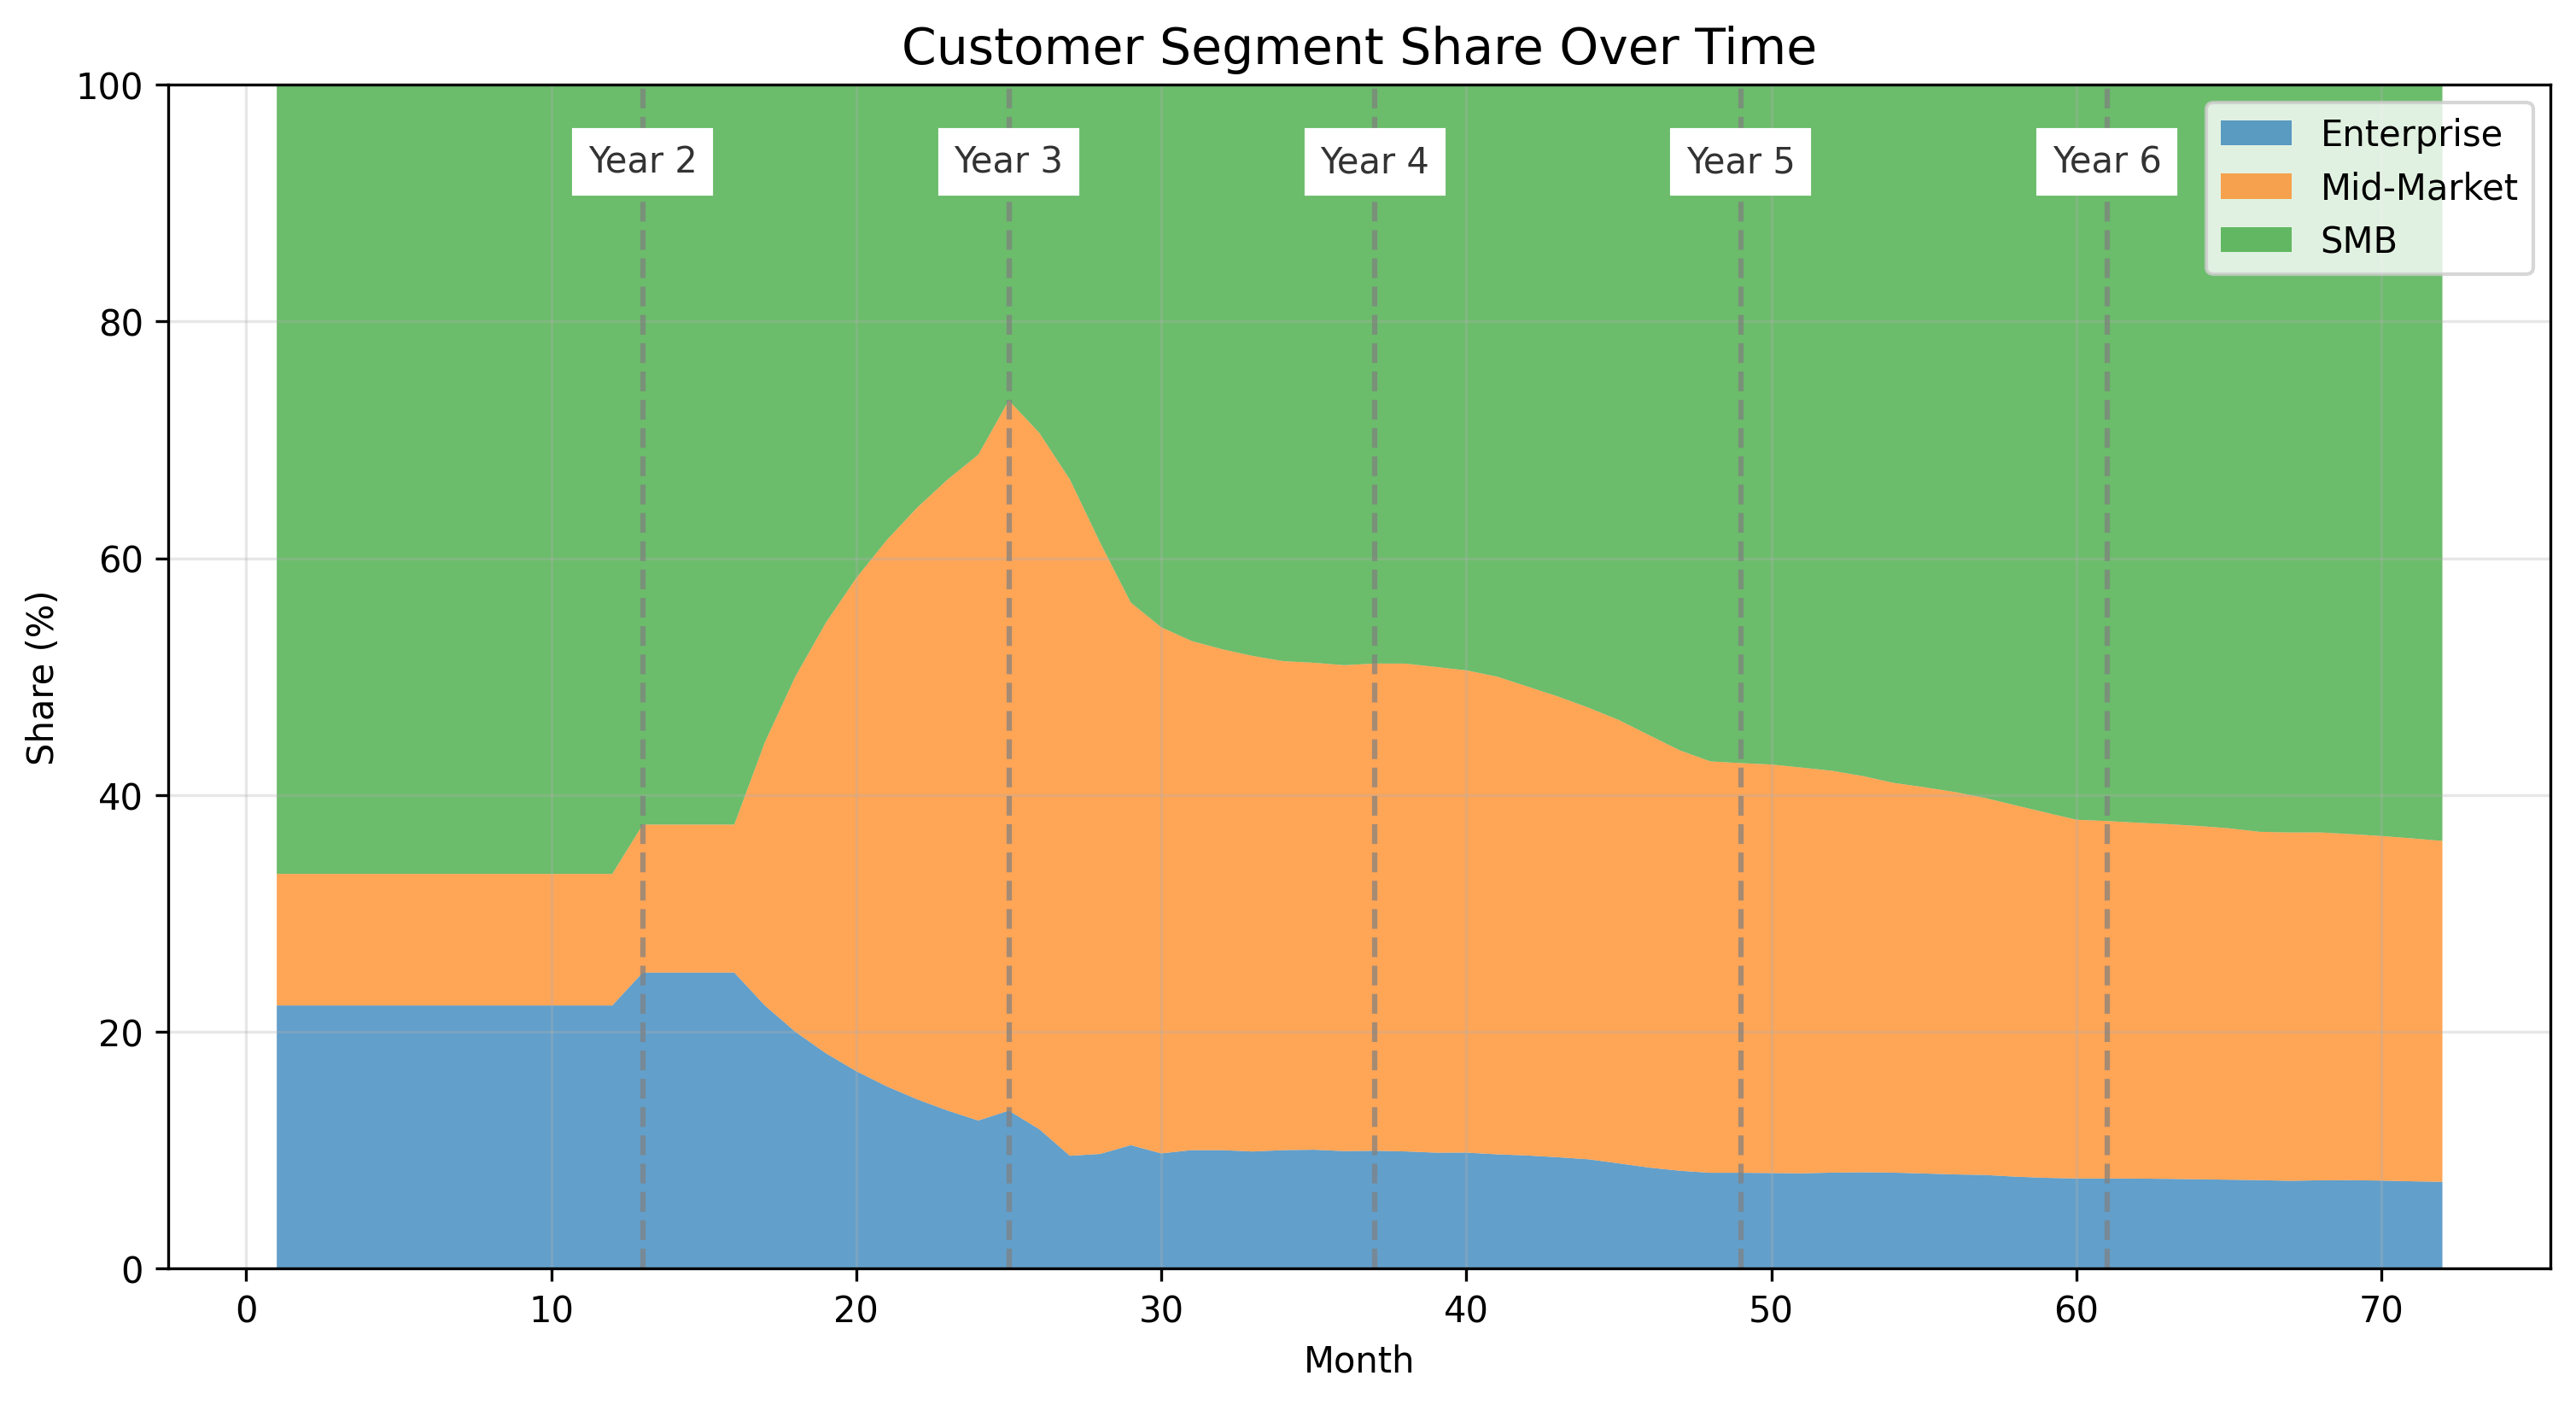 Customer Segment Share Over Time
100
80
60
40
20
0
Share (%)
Year 2
Year 3
Year 4
Year 5
Year 6
Enterprise
Mid-Market
SMB
0 10 20 30 40 50 60 70
Month